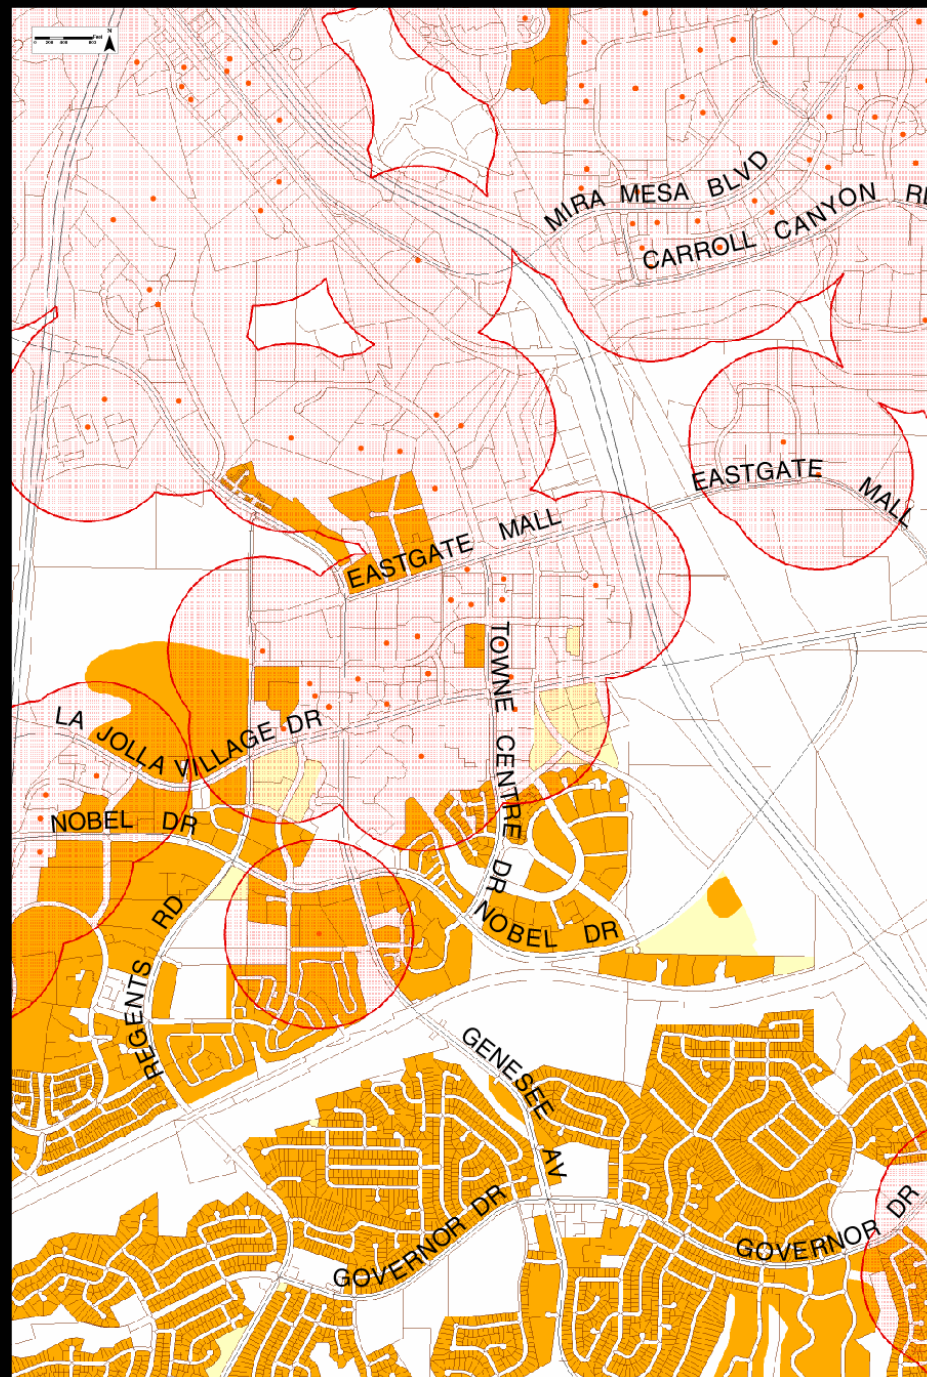 N
Feet
MIRA MESA BLVD
CARROLL CANYON
EASTGATE MALL
EASTGATE MALL
TOWNE CENTRE DR
LA JOLLA VILLAGE DR
NOBEL DR
NOBEL DR
REGENTS RD
GENESEE AV
GOVERNOR DR
GOVERNOR DR